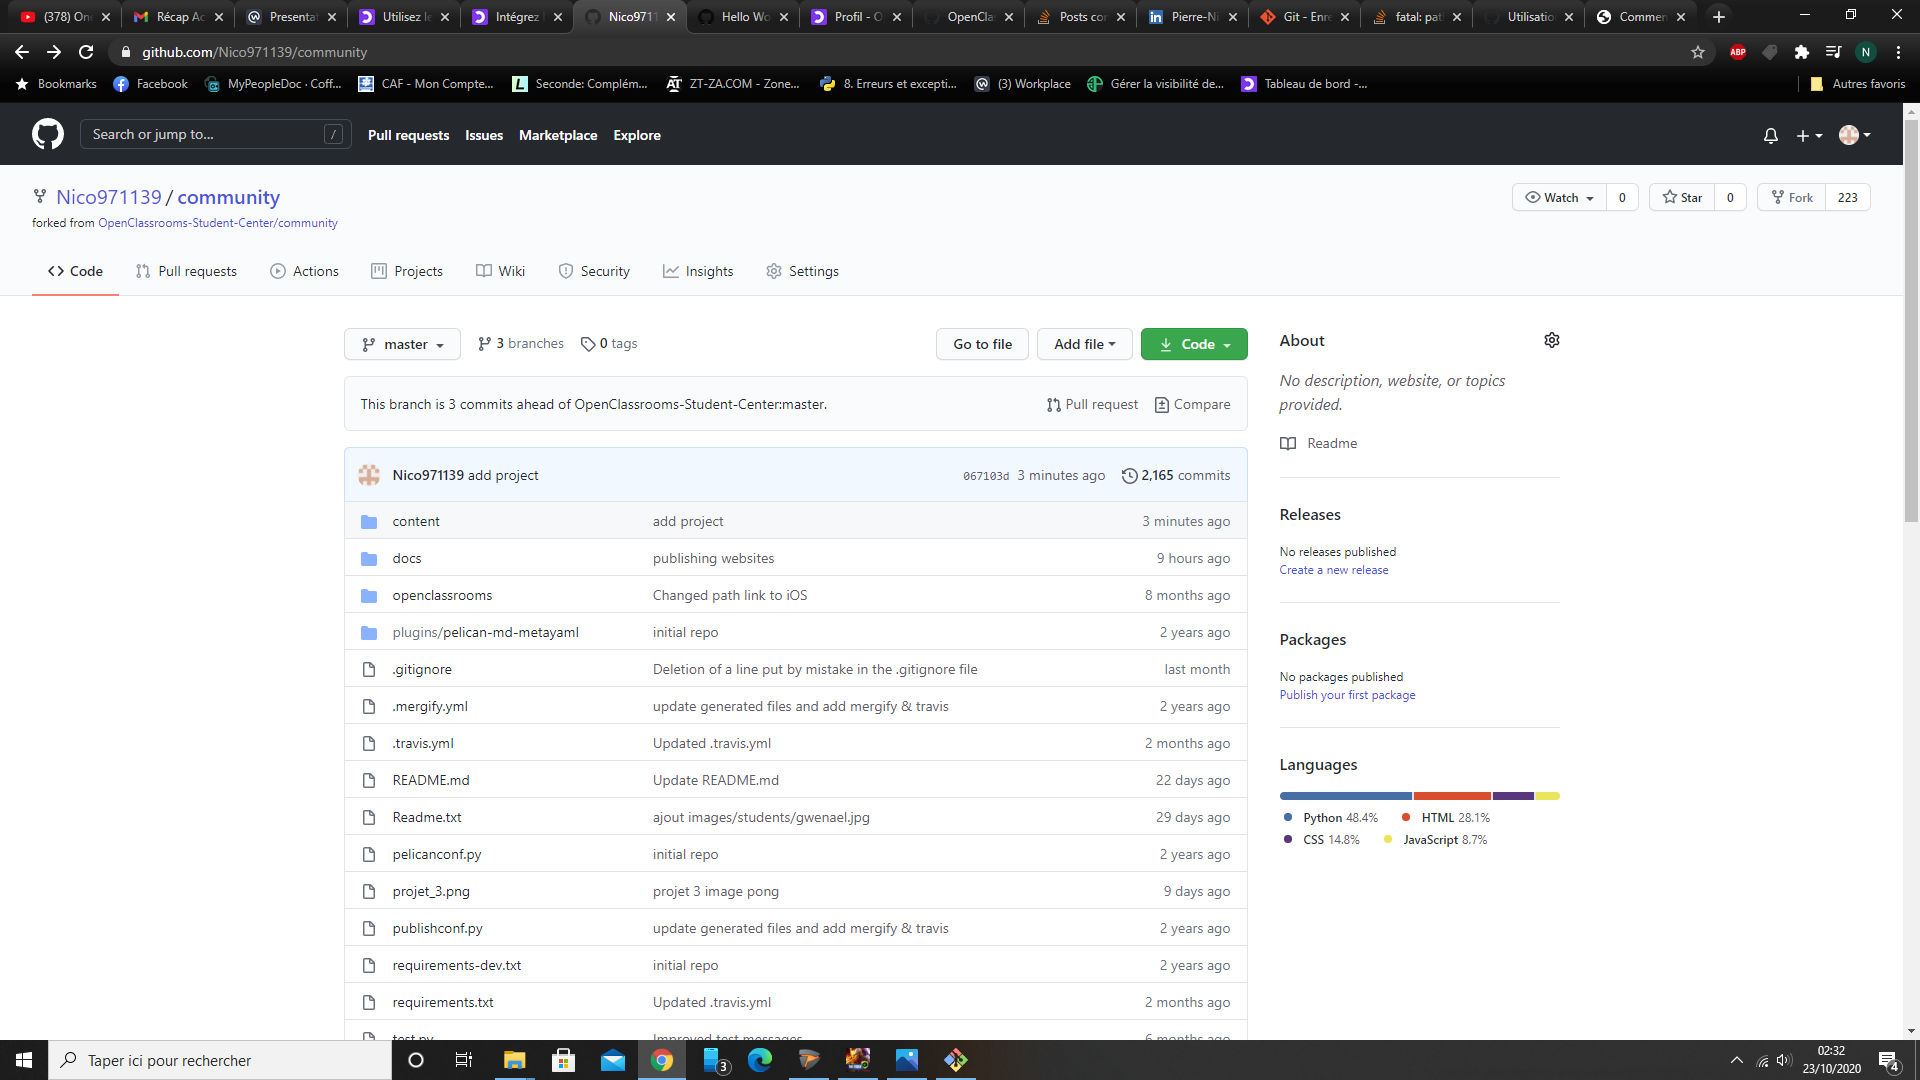 (378) On
Récap Ac
Presentat
Utilisez le
Intégrez
Nico9711
Hello Wo
Profil - O
OpenClas
Posts con
Pierre-Ni
Git - Enre
fatal: pat
Utilisatio
Commen
github.com/Nico971139/community
ABP
N
Bookmarks
Facebook
MyPeopleDoc · Coff...
CAF - Mon Compte...
Seconde: Complém...
ZT-ZA.COM - Zone...
8. Erreurs et excepti...
(3) Workplace
Gérer la visibilité de...
Tableau de bord -...
Autres favoris
Search or jump to...
/
Pull requests
Issues
Marketplace
Explore
Nico971139 / community
forked from OpenClassrooms-Student-Center/community
Watch
0
Star
0
Fork
223
Code
Pull requests
Actions
Projects
Wiki
Security
Insights
Settings
master
3 branches
0 tags
Go to file
Add file
Code
This branch is 3 commits ahead of OpenClassrooms-Student-Center:master.
Pull request
Compare
Nico971139 add project
067103d 3 minutes ago
2,165 commits
content add project 3 minutes ago
docs publishing websites 9 hours ago
openclassrooms Changed path link to iOS 8 months ago
plugins/pelican-md-metayaml initial repo 2 years ago
.gitignore Deletion of a line put by mistake in the .gitignore file last month
.mergify.yml update generated files and add mergify & travis 2 years ago
.travis.yml Updated .travis.yml 2 months ago
README.md Update README.md 22 days ago
Readme.txt ajout images/students/gwenael.jpg 29 days ago
pelicanconf.py initial repo 2 years ago
projet_3.png projet 3 image pong 9 days ago
publishconf.py update generated files and add mergify & travis 2 years ago
requirements-dev.txt initial repo 2 years ago
requirements.txt Updated .travis.yml 2 months ago
test.py Improved test messages 6 months ago
About
No description, website, or topics
provided.
Readme
Releases
No releases published
Create a new release
Packages
No packages published
Publish your first package
Languages
Python 48.4%
HTML 28.1%
CSS 14.8%
JavaScript 8.7%
Taper ici pour rechercher
3
02:32
23/10/2020
4